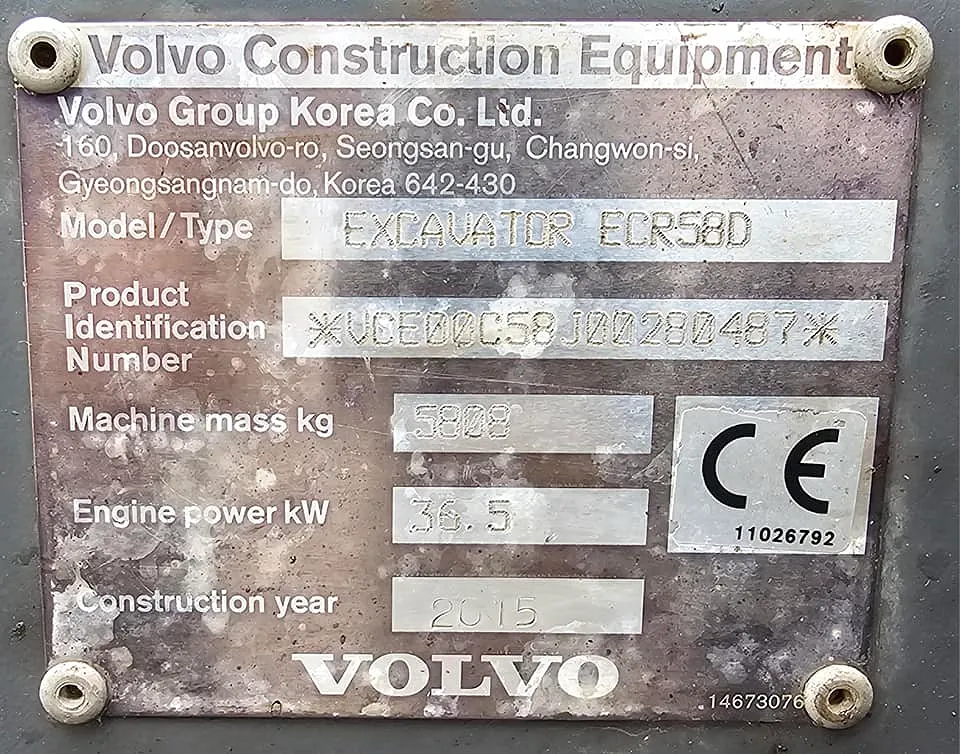 Volvo Construction Equipment
Volvo Group Korea Co. Ltd.
160, Doosanvolvo-ro, Seongsan-gu, Changwon-si,
Gyeongsangnam-do, Korea 642-430
Model/Type EXCAVATOR ECR58D
Product
Identification
Number
*VCE00C58J00280487*
Machine mass kg 5808
Engine power kW 36.5
CE
11026792
Construction year 2015
VOLVO
14673076